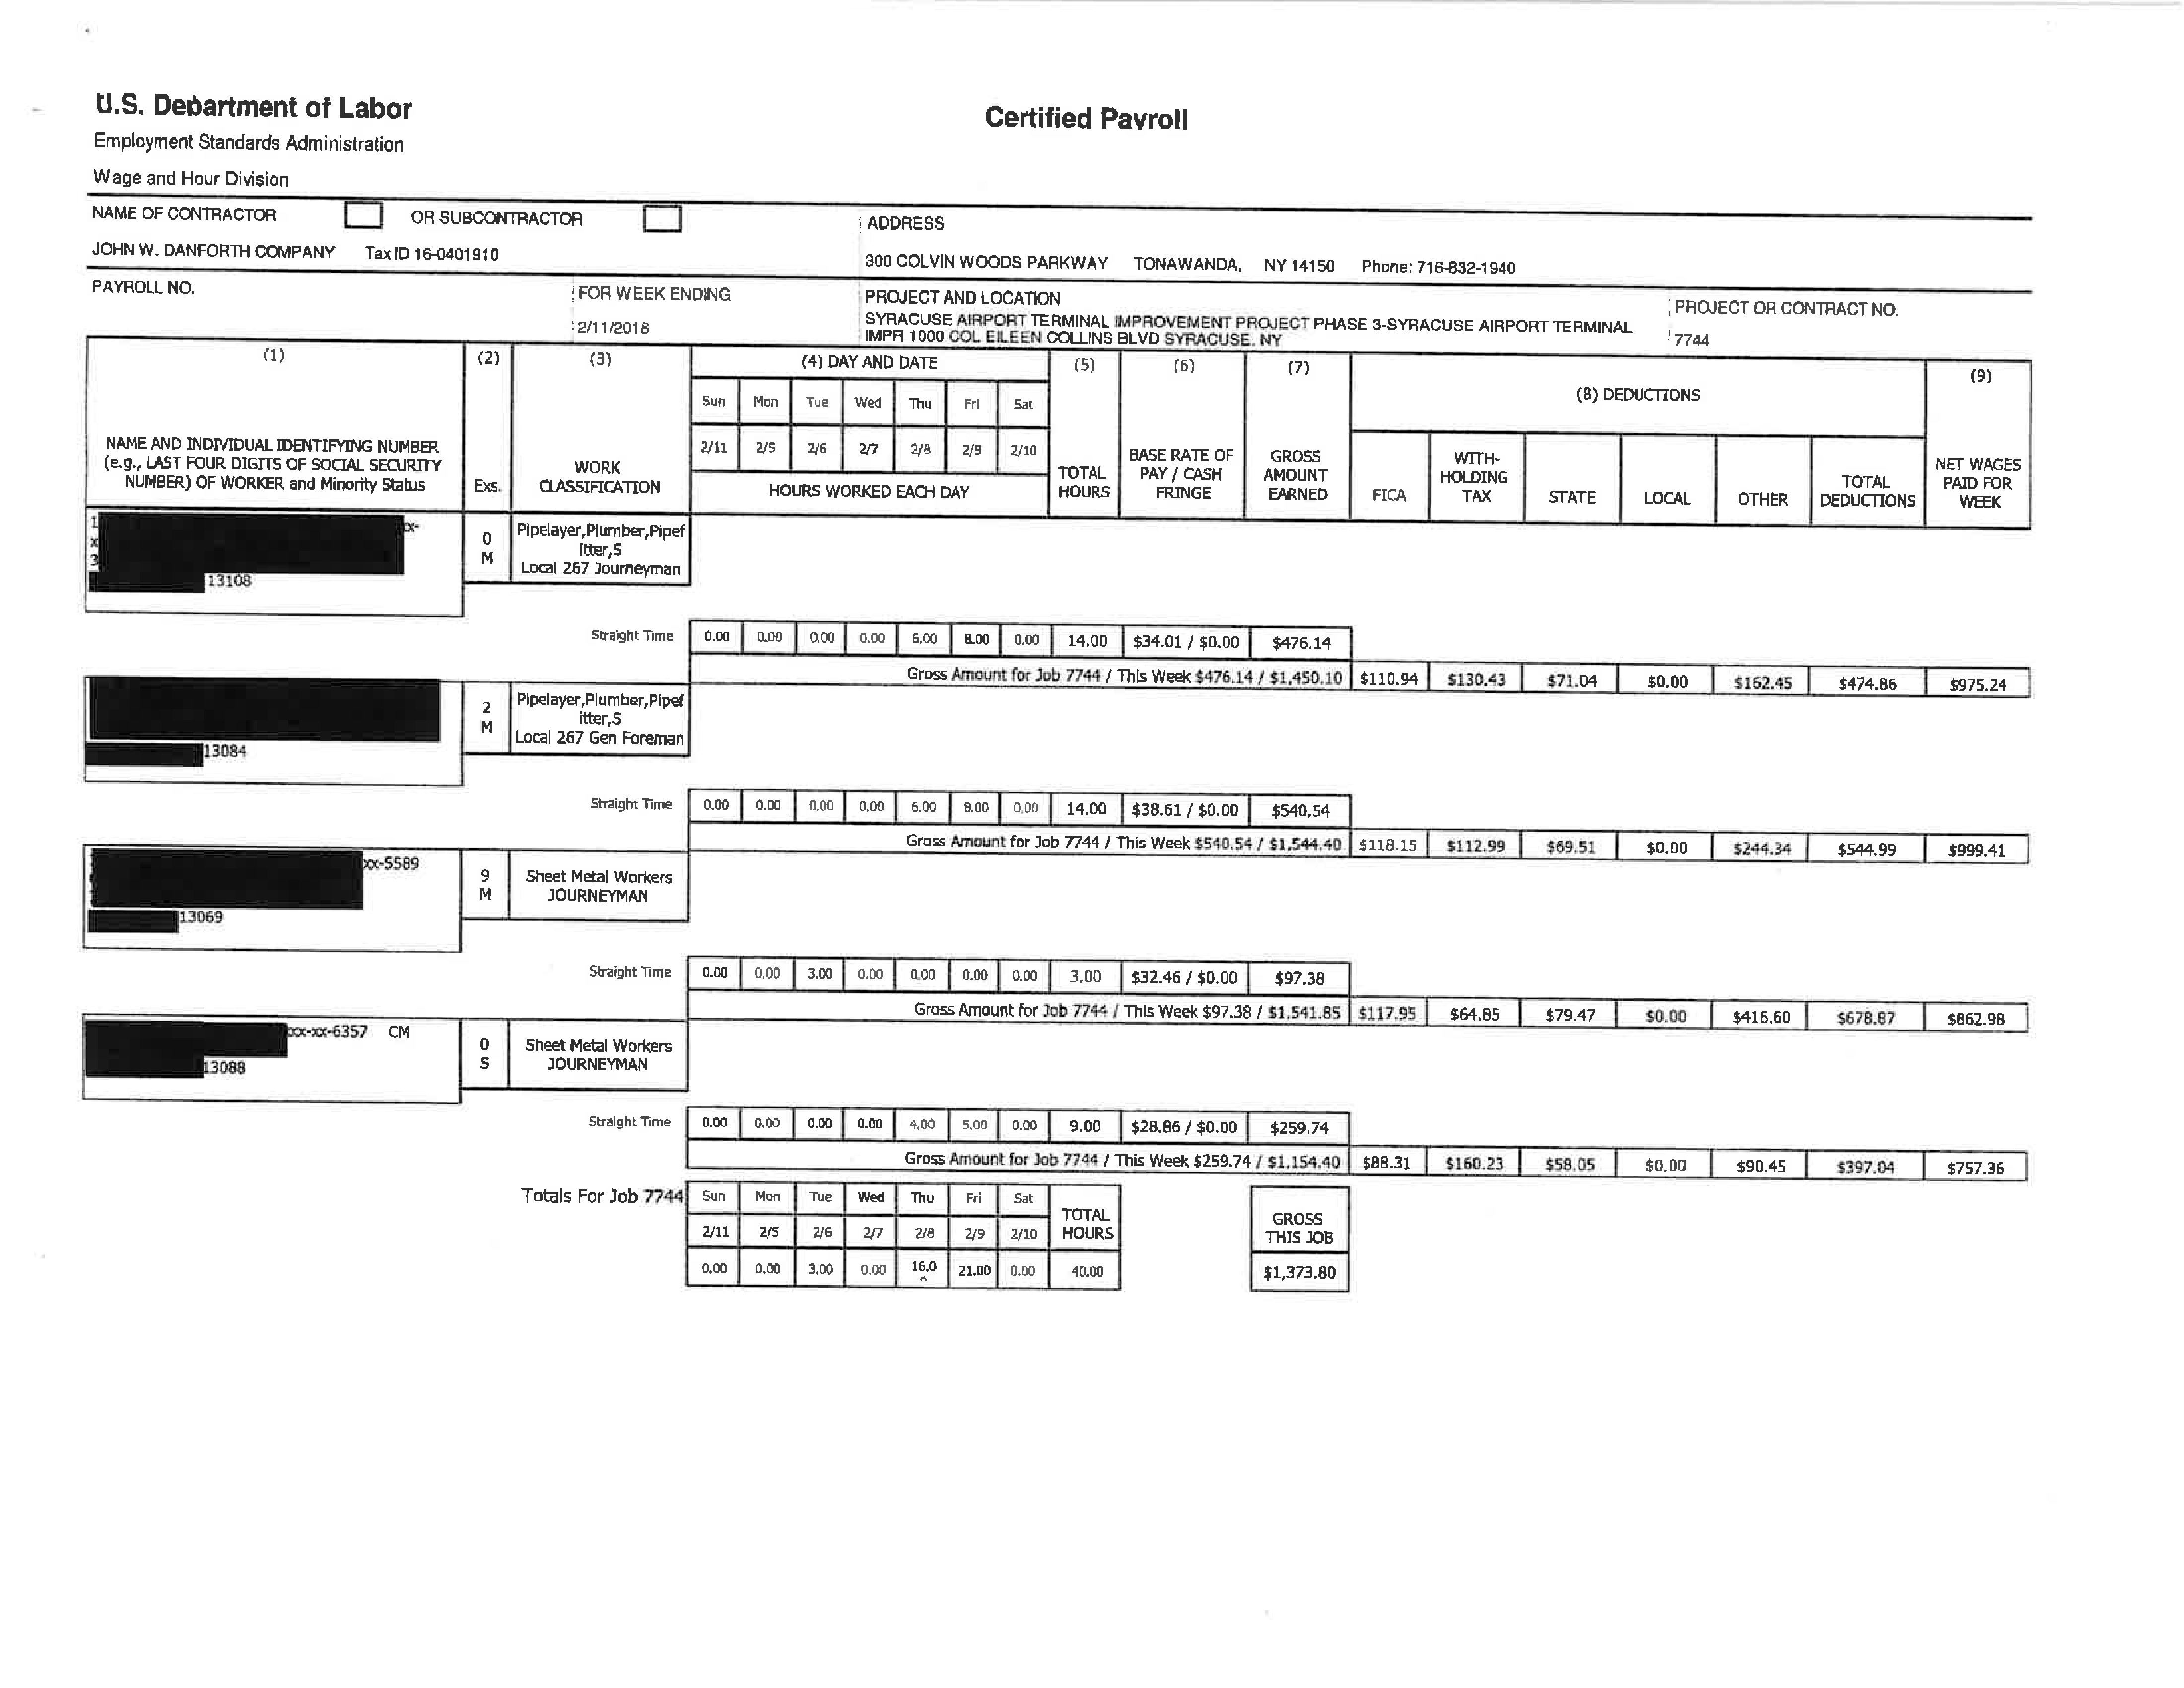 U.S. Debartment of Labor
Certified Pavroll
Employment Standards Administration
Wage and Hour Division
NAME OF CONTRACTOR OR SUBCONTRACTOR ADDRESS
JOHN W. DANFORTH COMPANY Tax ID 16-0401910 300 COLVIN WOODS PARKWAY TONAWANDA, NY 14150 Phone: 716-832-1940
PAYROLL NO. FOR WEEK ENDING PROJECT AND LOCATION PROJECT OR CONTRACT NO.
2/11/2018 SYRACUSE AIRPORT TERMINAL IMPROVEMENT PROJECT PHASE 3-SYRACUSE AIRPORT TERMINAL 7744
IMPR 1000 COL EILEEN COLLINS BLVD SYRACUSE, NY
(1) (2) (3) (4) DAY AND DATE (5) (6) (7) (8) DEDUCTIONS (9)
Sun Mon Tue Wed Thu Fri Sat
2/11 2/5 2/6 2/7 2/8 2/9 2/10
NAME AND INDIVIDUAL IDENTIFYING NUMBER
(e.g., LAST FOUR DIGITS OF SOCIAL SECURITY
NUMBER) OF WORKER and Minority Status
Exs.
WORK
CLASSIFICATION
HOURS WORKED EACH DAY
TOTAL
HOURS
BASE RATE OF
PAY / CASH
FRINGE
GROSS
AMOUNT
EARNED
FICA
WITH-
HOLDING
TAX
STATE
LOCAL
OTHER
TOTAL
DEDUCTIONS
NET WAGES
PAID FOR
WEEK
1 x-
x
3
13108
0
M
Pipelayer,Plumber,Pipef
itter,S
Local 267 Journeyman
Straight Time 0.00 0.00 0.00 0.00 6.00 8.00 0.00 14.00 $34.01 / $0.00 $476.14
Gross Amount for Job 7744 / This Week $476.14 / $1,450.10 $110.94 $130.43 $71.04 $0.00 $162.45 $474.86 $975.24
13084
2
M
Pipelayer,Plumber,Pipef
itter,S
Local 267 Gen Foreman
Straight Time 0.00 0.00 0.00 0.00 6.00 8.00 0.00 14.00 $38.61 / $0.00 $540.54
Gross Amount for Job 7744 / This Week $540.54 / $1,544.40 $118.15 $112.99 $69.51 $0.00 $244.34 $544.99 $999.41
xx-5589
13069
9
M
Sheet Metal Workers
JOURNEYMAN
Straight Time 0.00 0.00 3.00 0.00 0.00 0.00 0.00 3.00 $32.46 / $0.00 $97.38
Gross Amount for Job 7744 / This Week $97.38 / $1,541.85 $117.95 $64.85 $79.47 $0.00 $416.60 $678.87 $862.98
xx-xx-6357 CM
13088
0
S
Sheet Metal Workers
JOURNEYMAN
Straight Time 0.00 0.00 0.00 0.00 4.00 5.00 0.00 9.00 $28.86 / $0.00 $259.74
Gross Amount for Job 7744 / This Week $259.74 / $1,154.40 $88.31 $160.23 $58.05 $0.00 $90.45 $397.04 $757.36
Totals For Job 7744 Sun Mon Tue Wed Thu Fri Sat
2/11 2/5 2/6 2/7 2/8 2/9 2/10
TOTAL
HOURS
GROSS
THIS JOB
0.00 0.00 3.00 0.00 16.0 21.00 0.00 40.00 $1,373.80